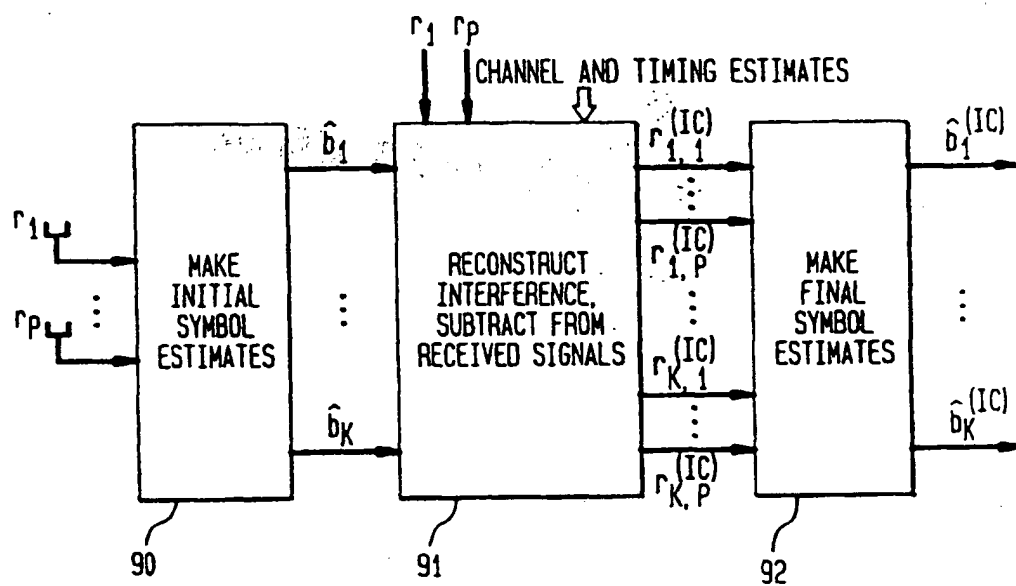 r1 rP
CHANNEL AND TIMING ESTIMATES
r1
⋮
rP
MAKE
INITIAL
SYMBOL
ESTIMATES
b̂1
⋮
b̂K
RECONSTRUCT
INTERFERENCE,
SUBTRACT FROM
RECEIVED SIGNALS
r1,1(IC)
⋮
r1,P(IC)
⋮
rK,1(IC)
⋮
rK,P(IC)
MAKE
FINAL
SYMBOL
ESTIMATES
b̂1(IC)
⋮
b̂K(IC)
90 91 92